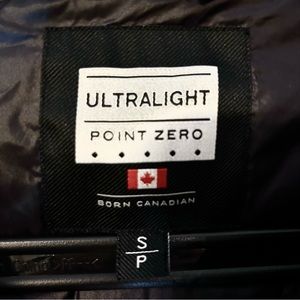 ULTRALIGHT
POINT ZERO
BORN CANADIAN
S
P